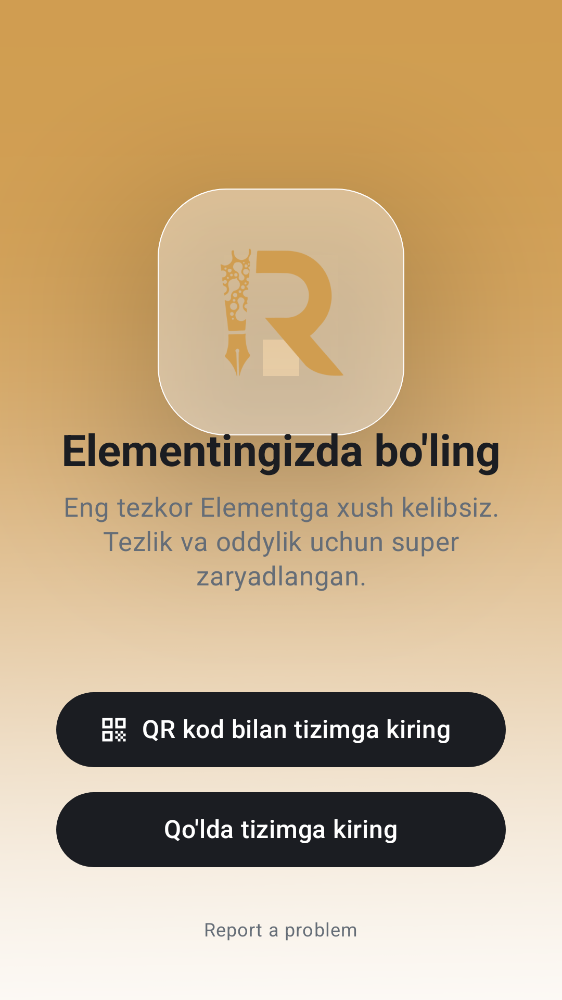 R
Elementingizda bo'ling
Eng tezkor Elementga xush kelibsiz.
Tezlik va oddylik uchun super
zaryadlangan.
QR kod bilan tizimga kiring
Qo'lda tizimga kiring
Report a problem